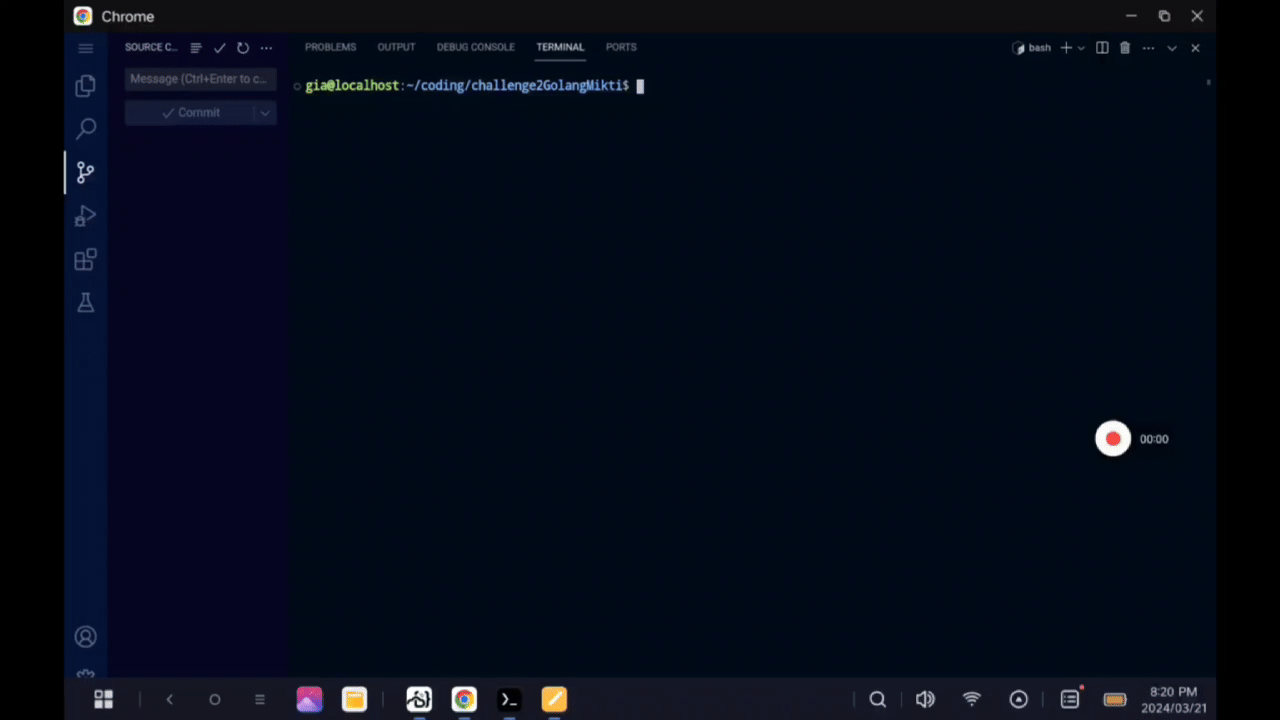 Chrome
SOURCE C...
PROBLEMS OUTPUT DEBUG CONSOLE TERMINAL PORTS
bash
Message (Ctrl+Enter to c...
gia@localhost:~/coding/challenge2GolangMikti$
Commit
00:00
8:20 PM
2024/03/21